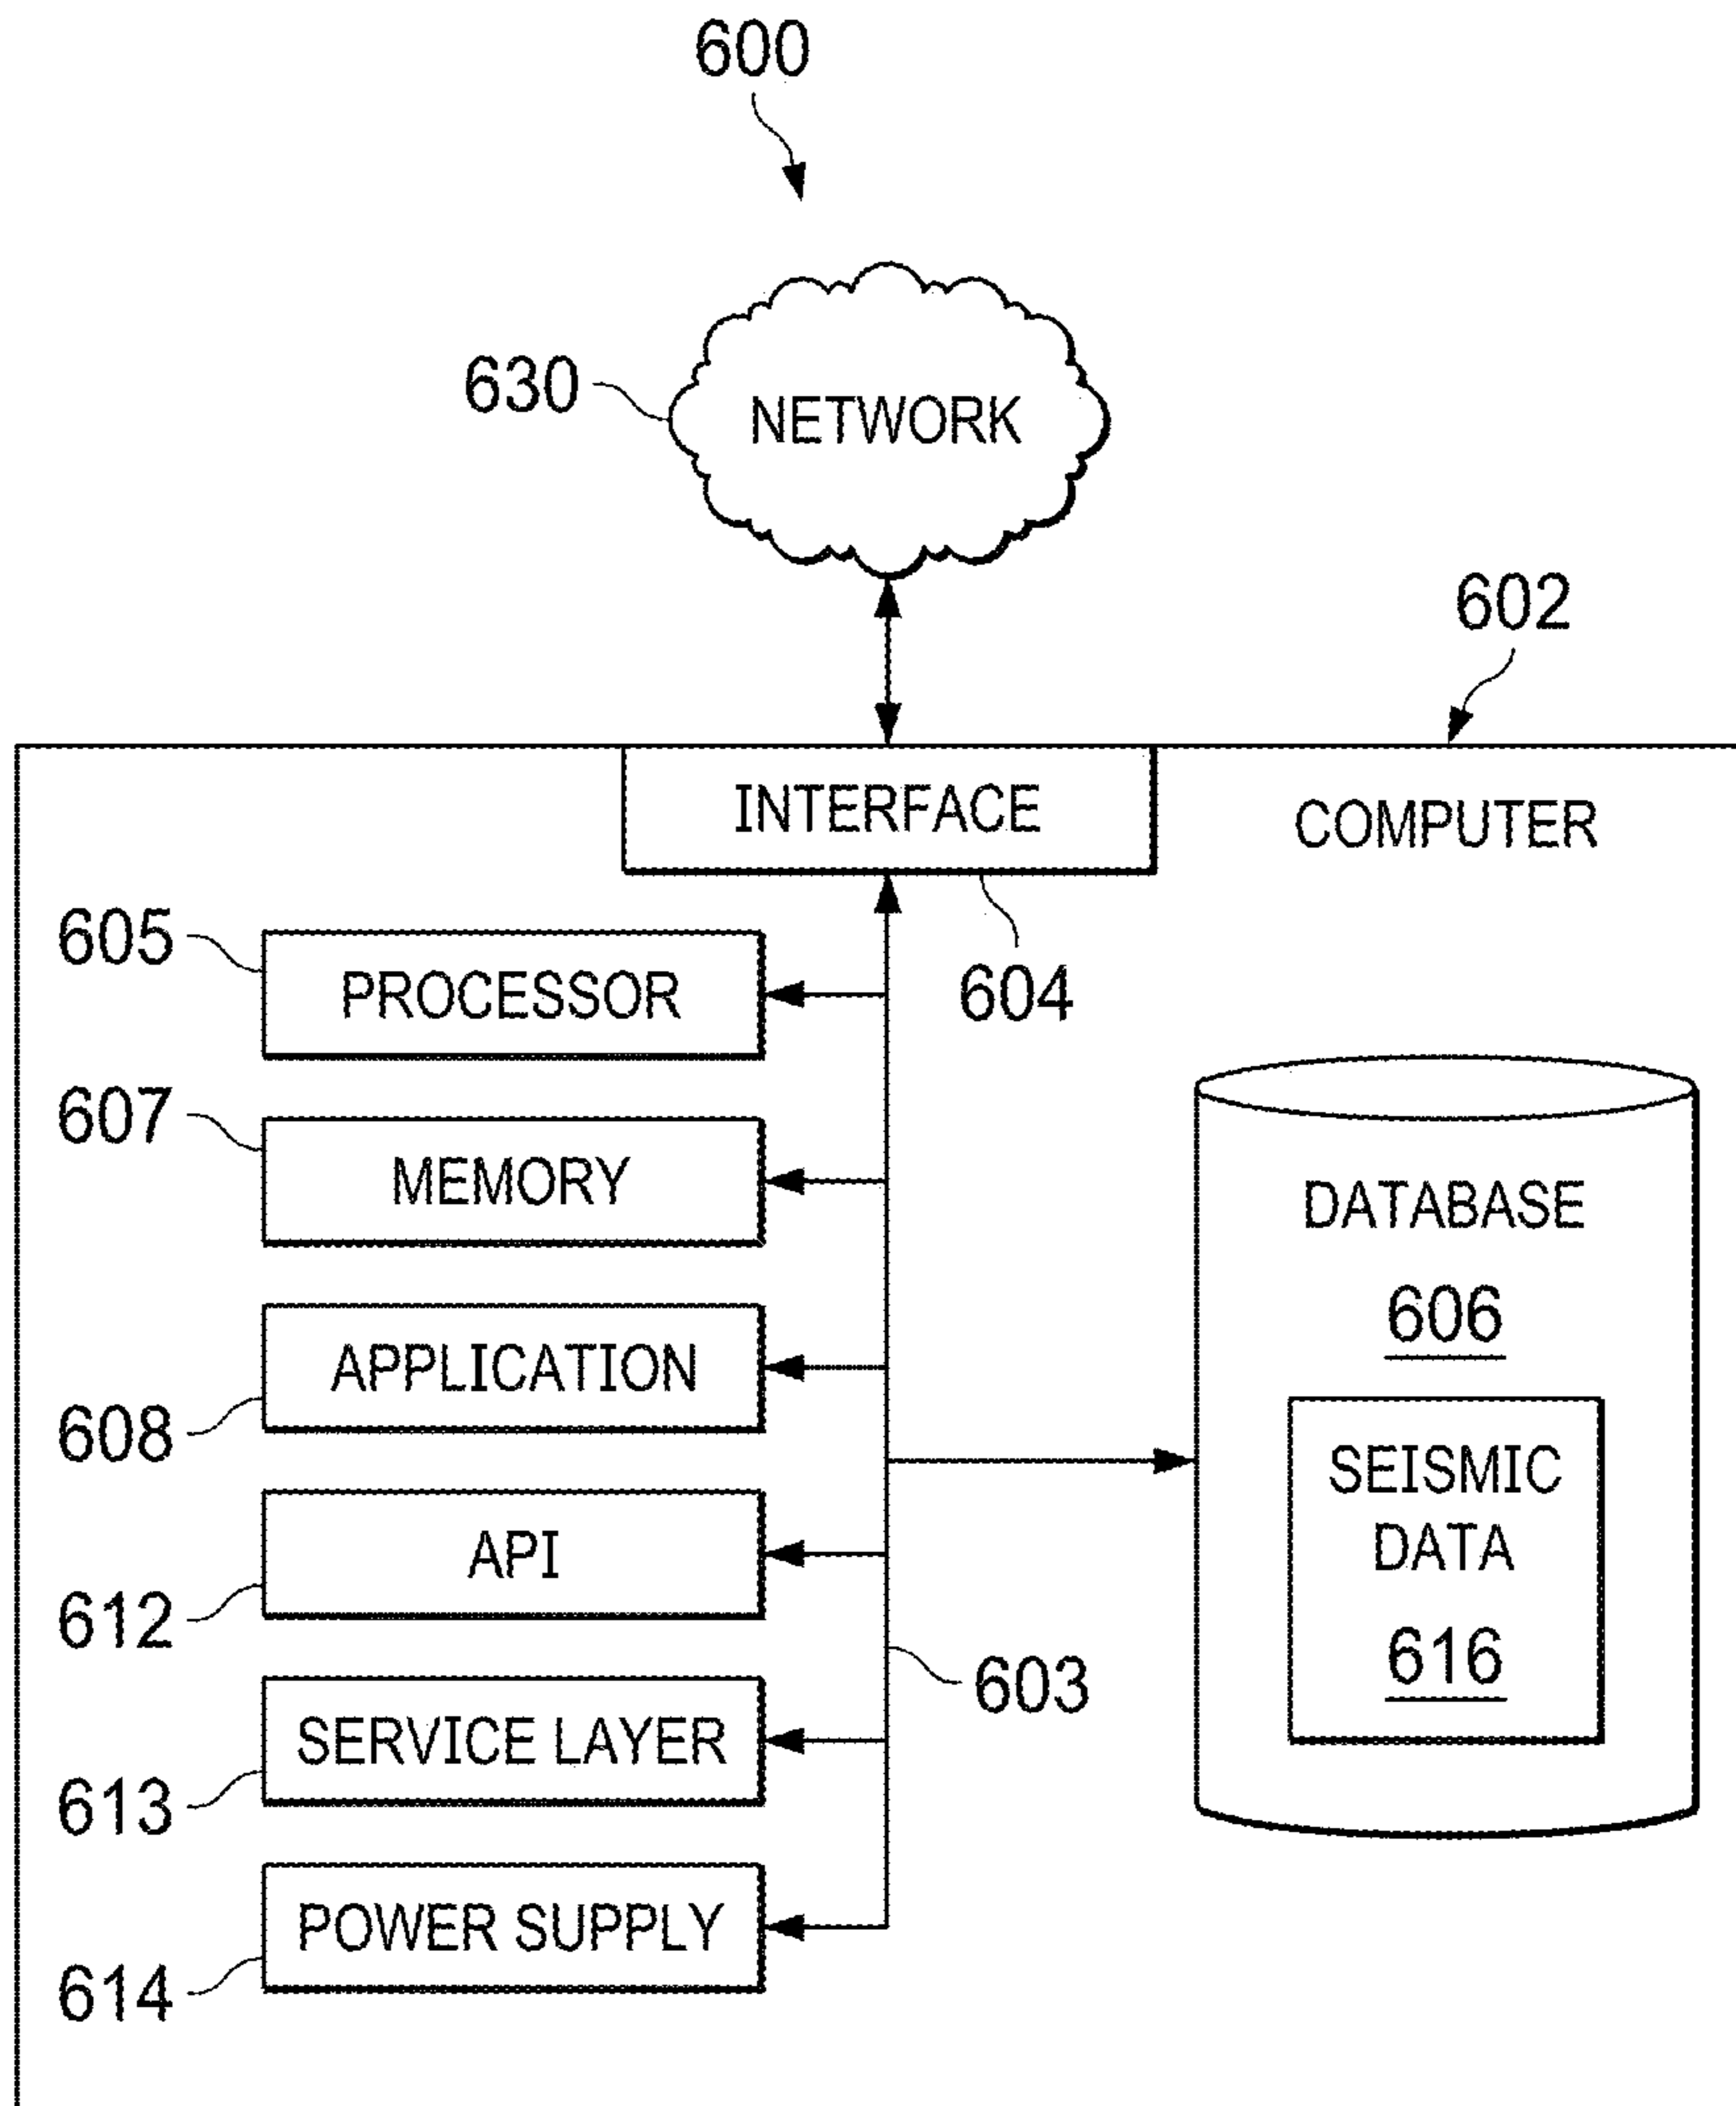 600
630
NETWORK
602
INTERFACE
COMPUTER
605
PROCESSOR
604
607
MEMORY
DATABASE
606
APPLICATION
608
SEISMIC
DATA
616
API
612
603
SERVICE LAYER
613
POWER SUPPLY
614